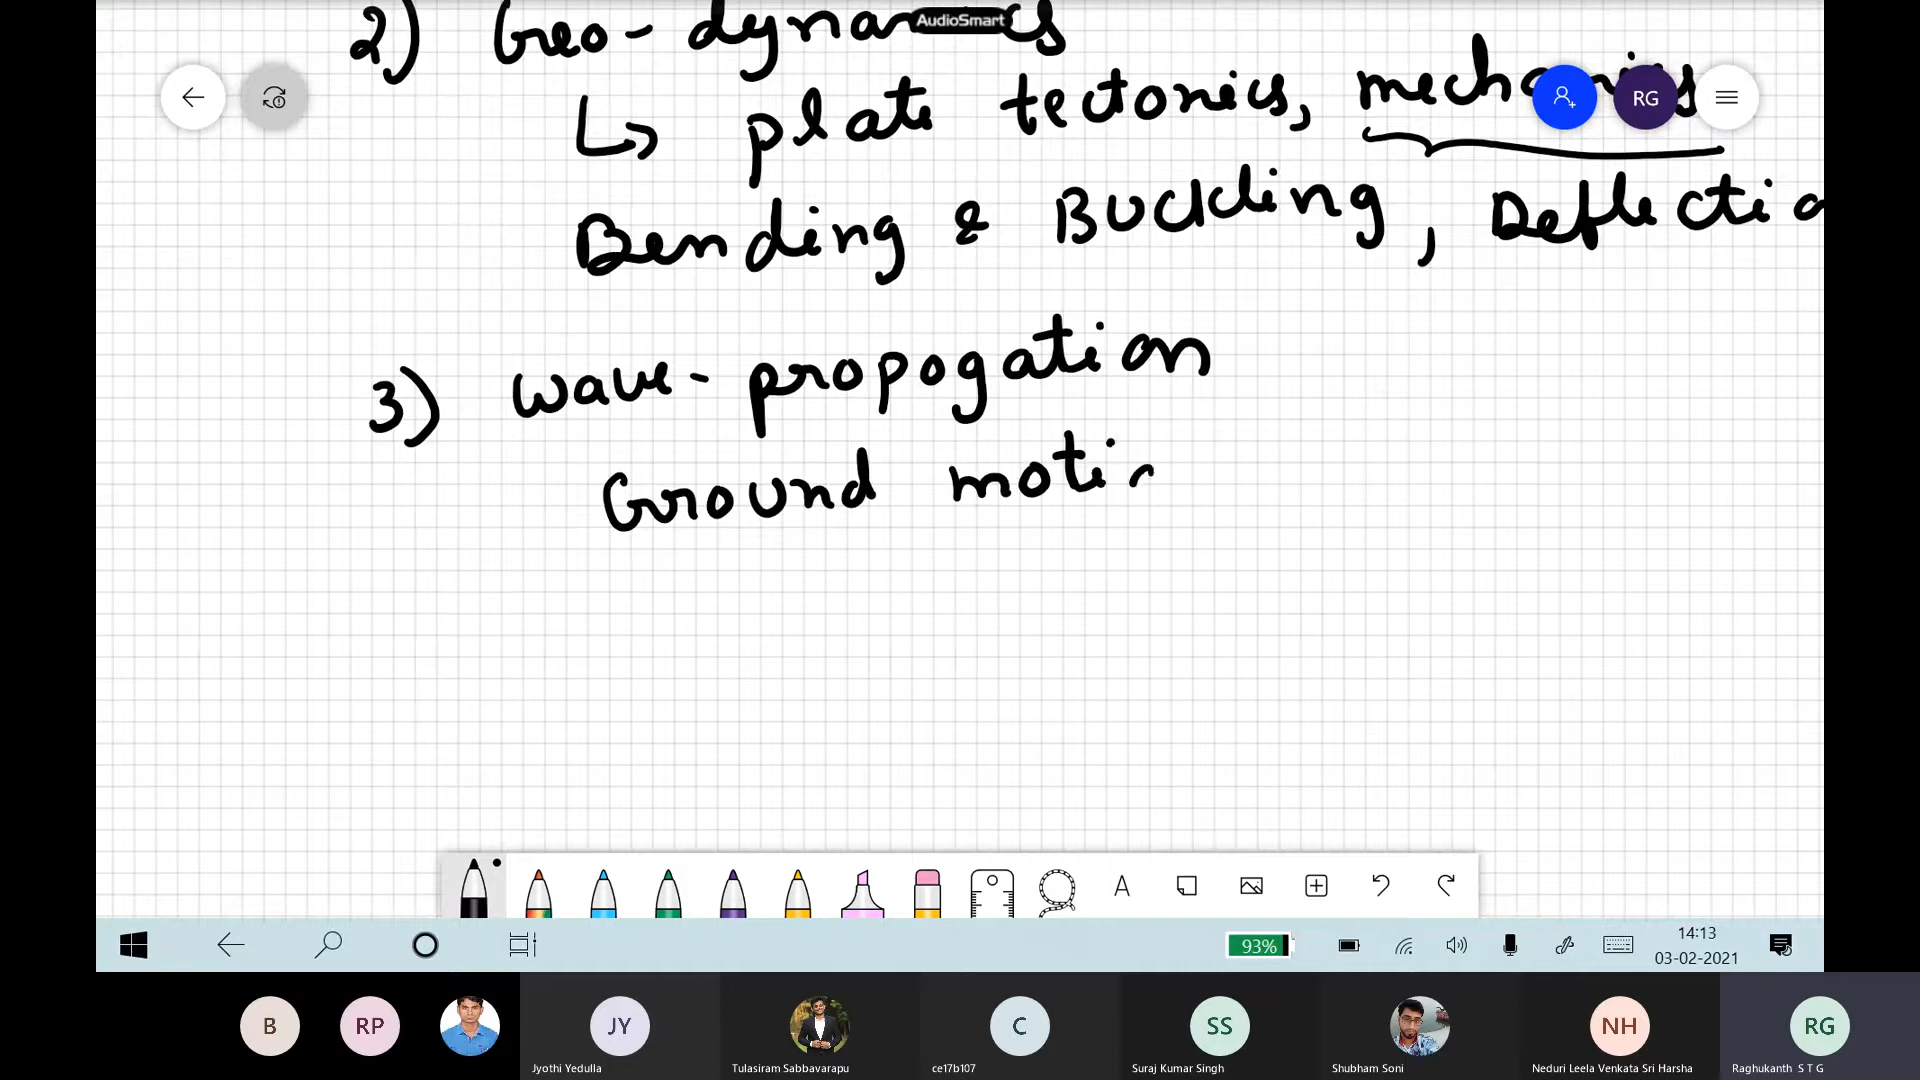 2) Geo-dynamics
AudioSmart
↳ plate tectonics, mechanics
RG
Bending & Buckling, Deflectio
3) wave-propogation
Ground moti
A
93%
14:13
03-02-2021
B
RP
JY
C
SS
NH
RG
Jyothi Yedulla
Tulasiram Sabbavarapu
ce17b107
Suraj Kumar Singh
Shubham Soni
Neduri Leela Venkata Sri Harsha
Raghukanth S T G